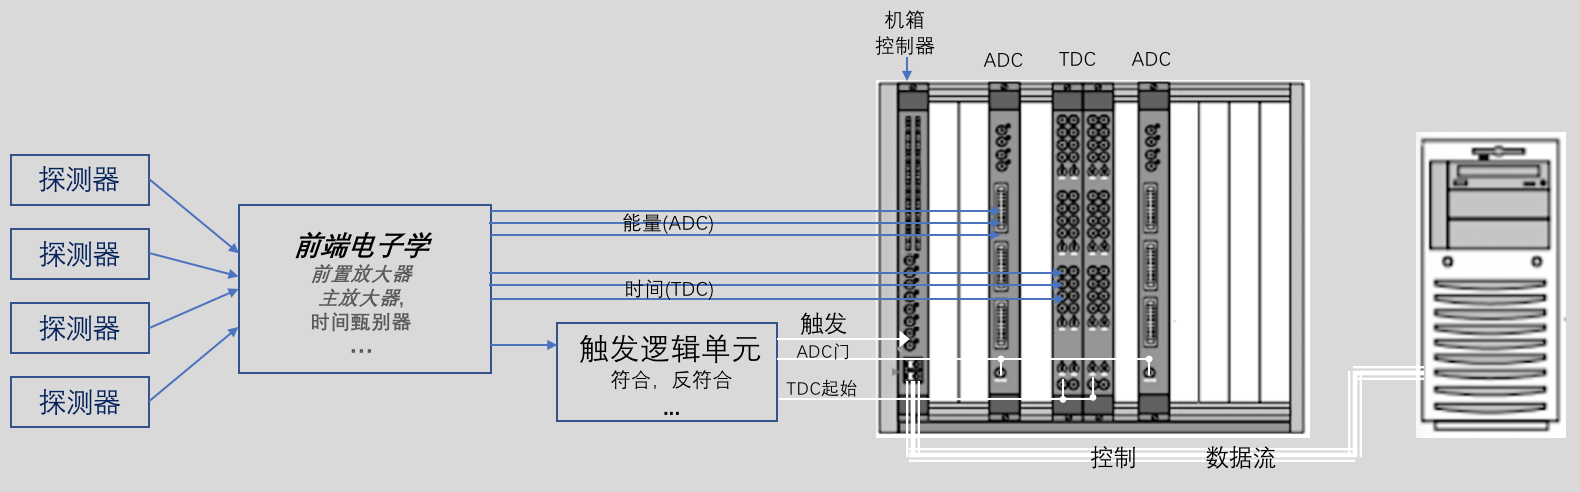 机箱
控制器
ADC
TDC
ADC
探测器
探测器
探测器
探测器
前端电子学
前置放大器
主放大器,
时间甄别器
...
能量(ADC)
时间(TDC)
触发逻辑单元
符合，反符合
...
触发
ADC门
TDC起始
控制
数据流